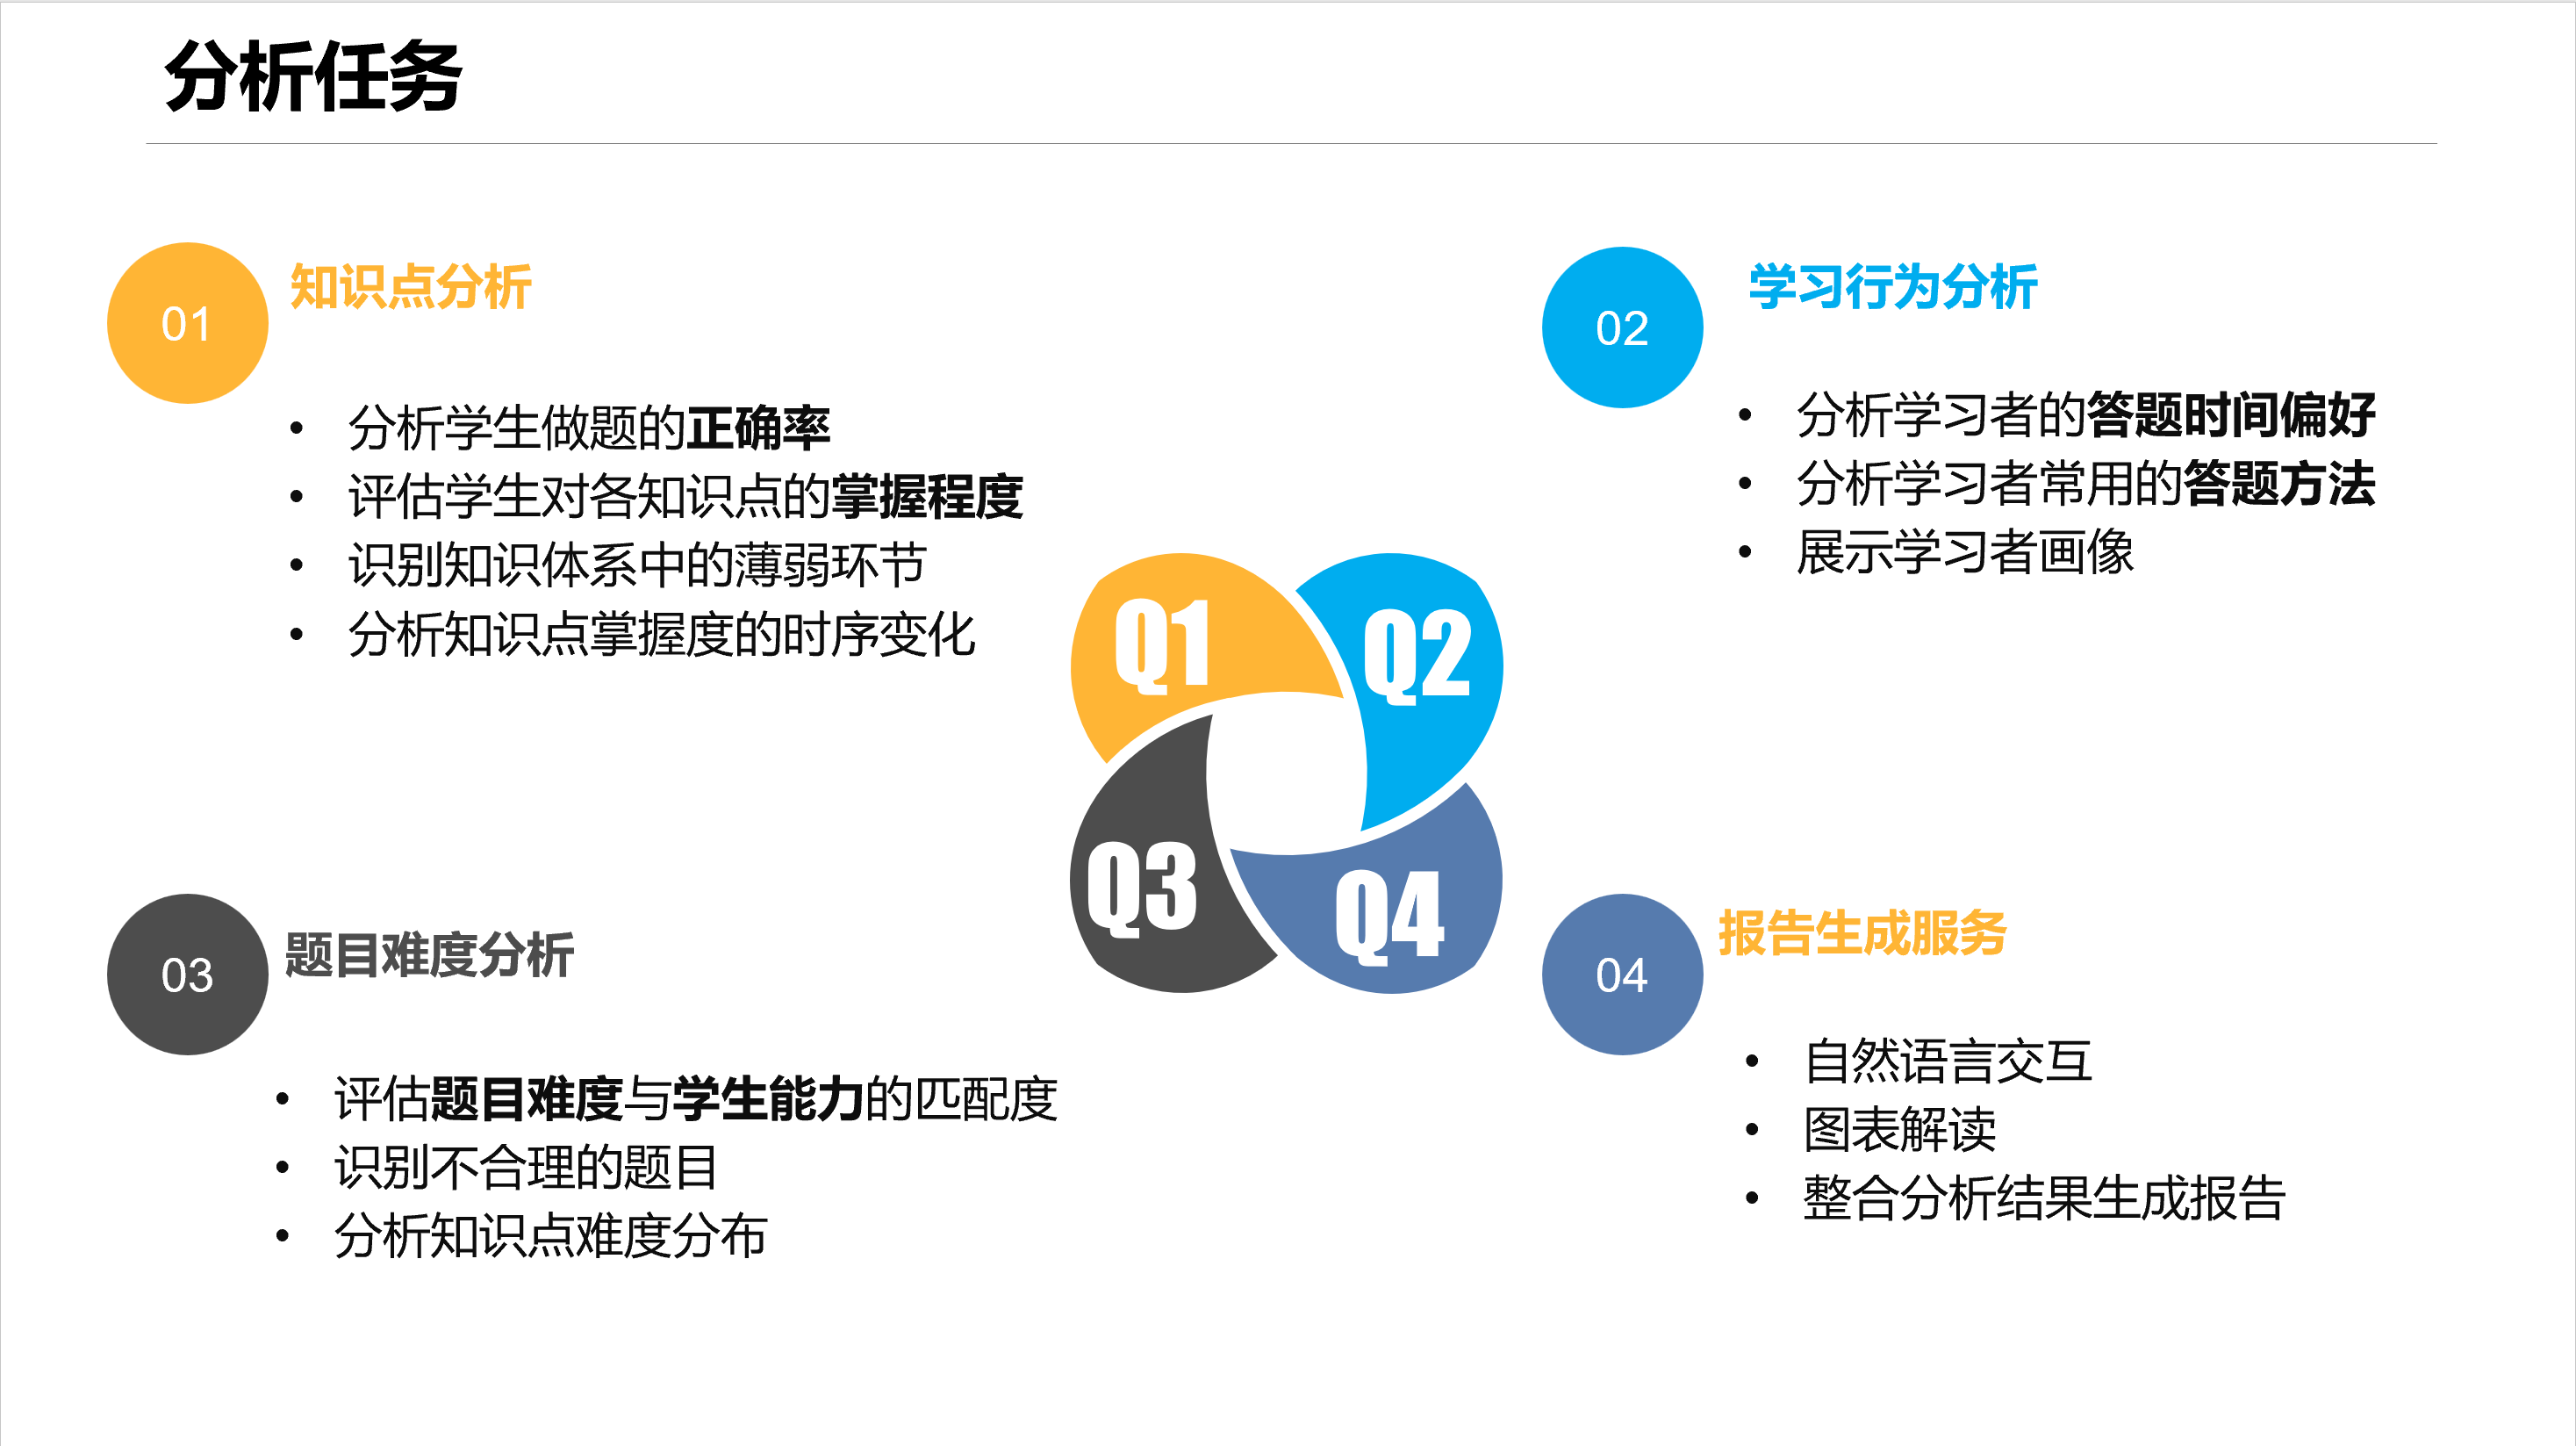 分析任务
01
知识点分析
• 分析学生做题的正确率
• 评估学生对各知识点的掌握程度
• 识别知识体系中的薄弱环节
• 分析知识点掌握度的时序变化
02
学习行为分析
• 分析学习者的答题时间偏好
• 分析学习者常用的答题方法
• 展示学习者画像
Q1
Q2
Q3
Q4
03
题目难度分析
• 评估题目难度与学生能力的匹配度
• 识别不合理的题目
• 分析知识点难度分布
04
报告生成服务
• 自然语言交互
• 图表解读
• 整合分析结果生成报告